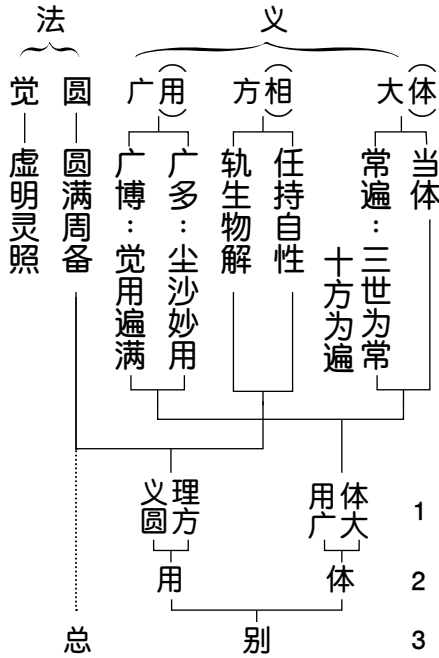 义
法
大(体)
方(相)
广(用)
圆
觉
当体
常遍：三世为常
十方为遍
任持自性
轨生物解
广多：尘沙妙用
广博：觉用遍满
圆满周备
虚明灵照
1
体大
用广
理方
义圆
2
体
用
3
别
总